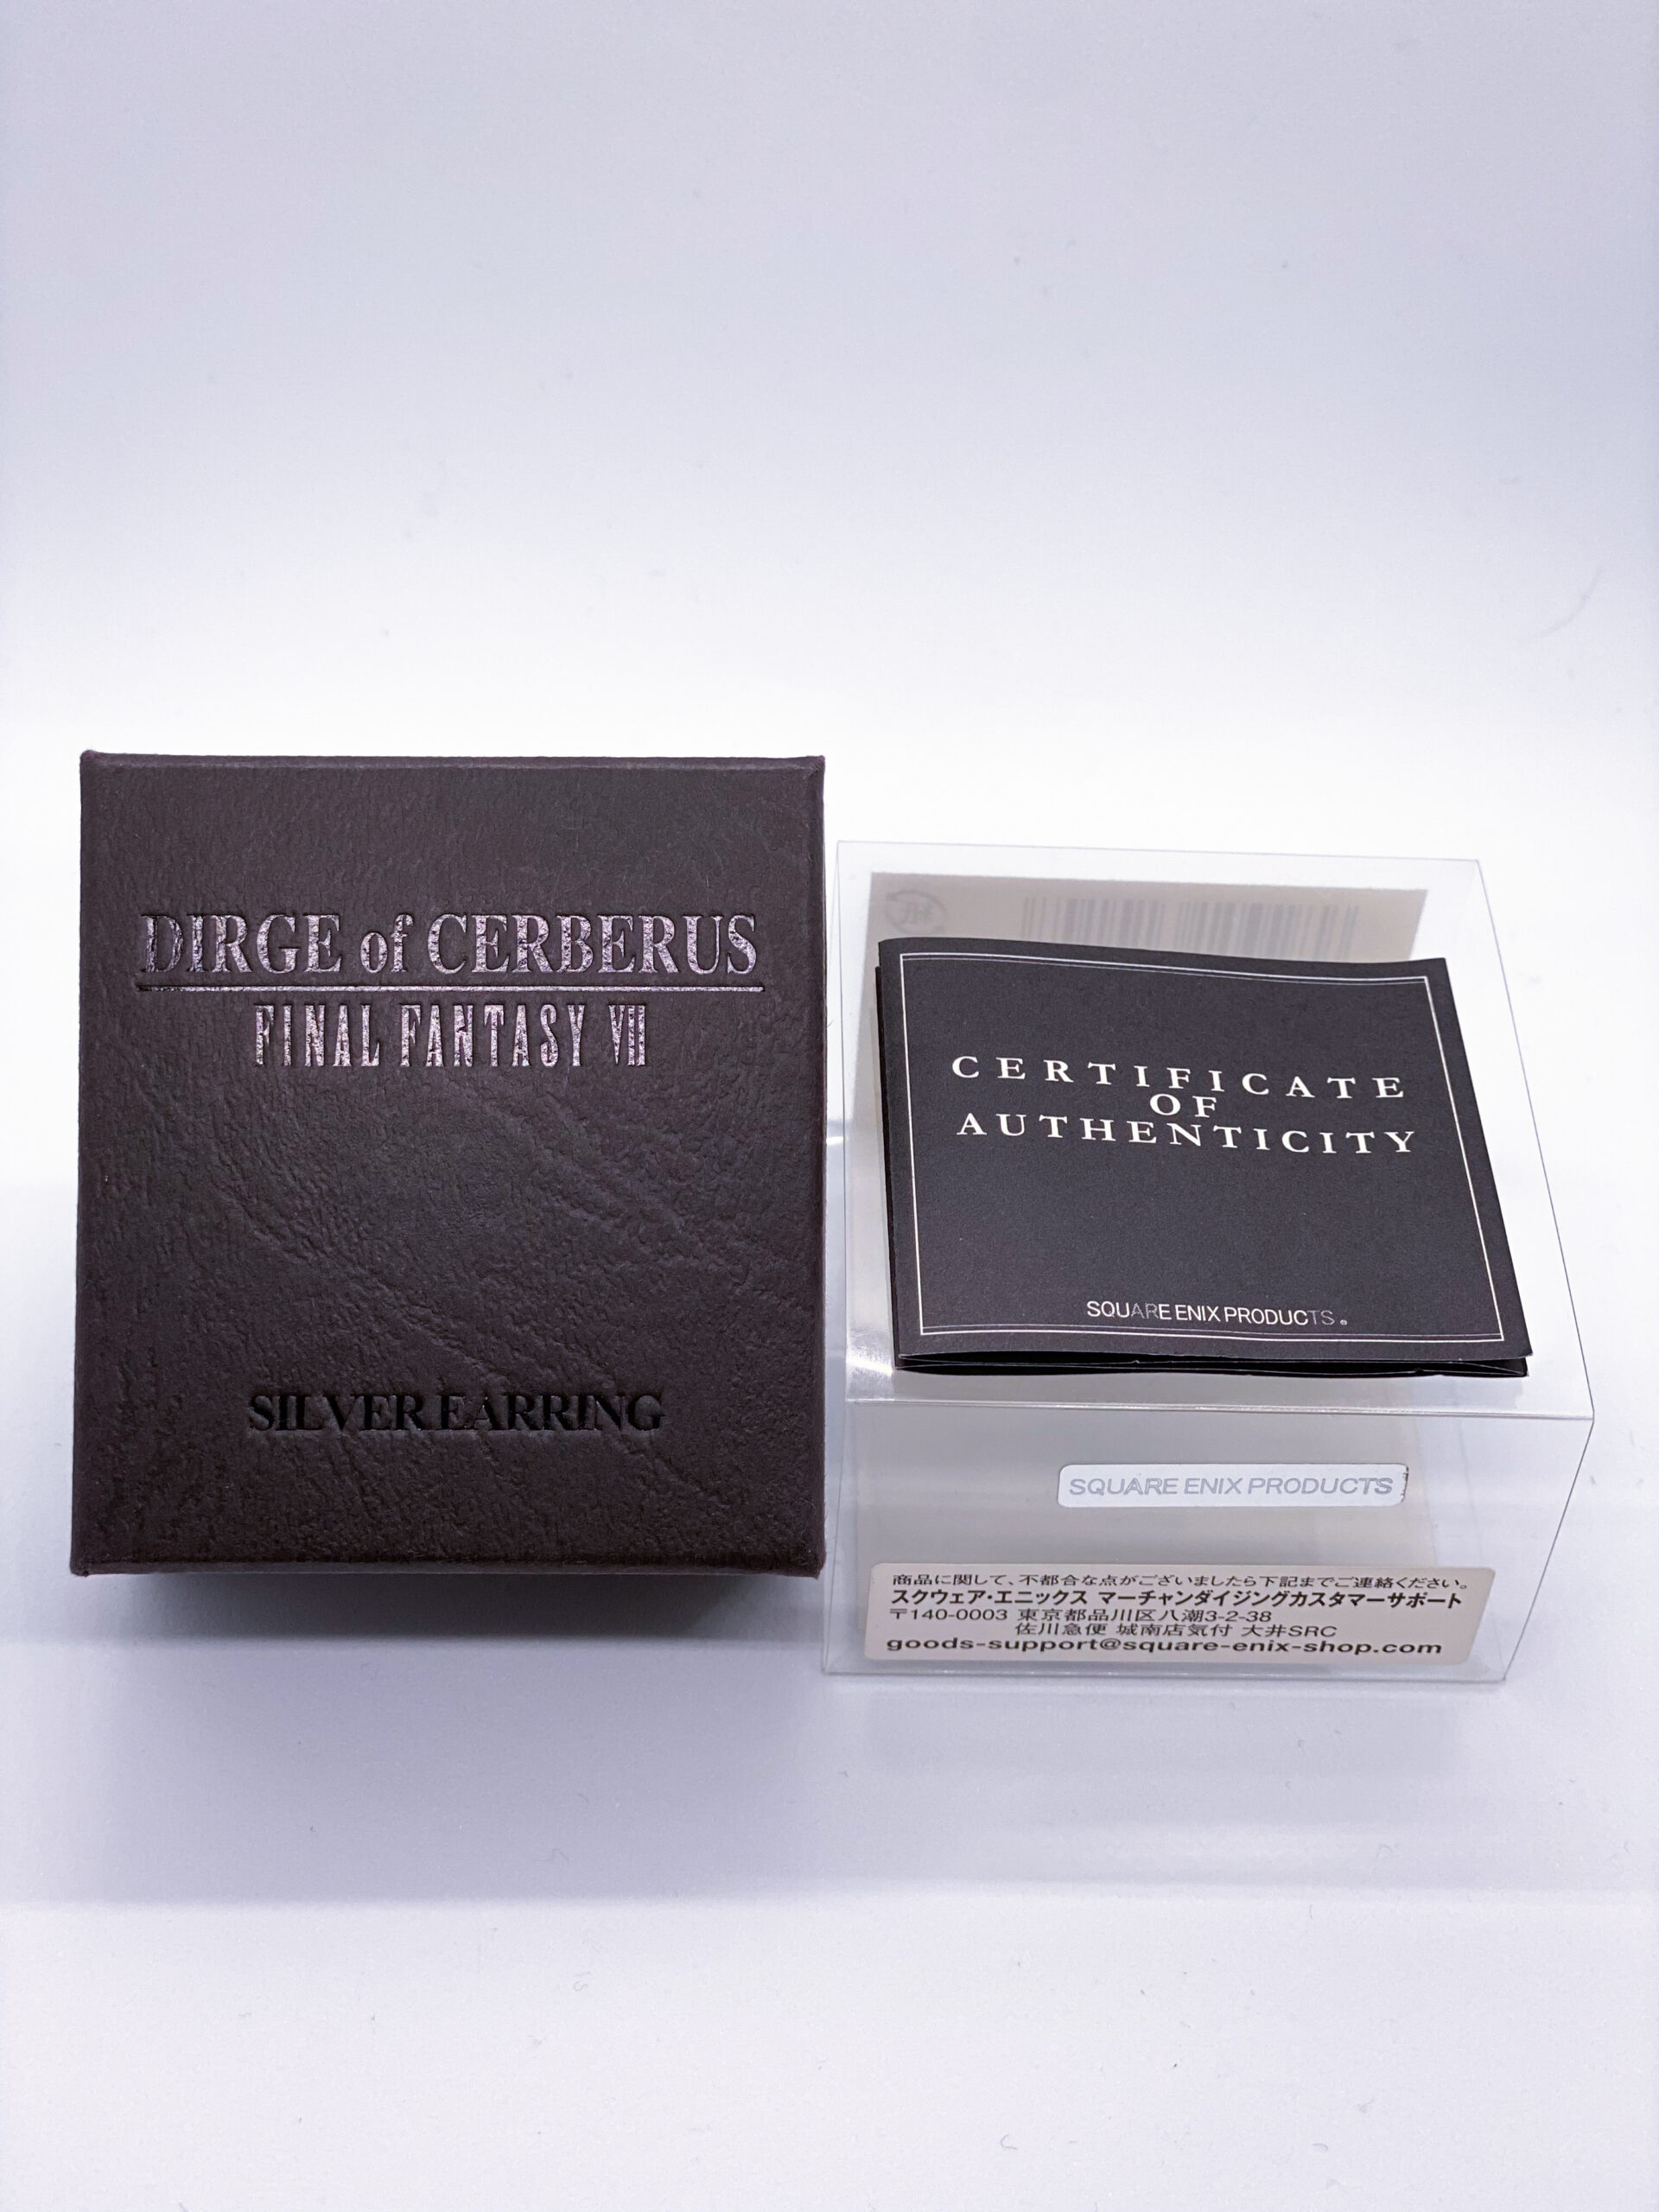 DIRGE of CERBERUS
FINAL FANTASY VII
SILVER EARRING
CERTIFICATE
OF
AUTHENTICITY
SQUARE ENIX PRODUCTS.
SQUARE ENIX PRODUCTS
商品に関して、不都合な点がございましたら下記までご連絡ください。
スクウェア・エニックス マーチャンダイジングカスタマーサポート
〒140-0003 東京都品川区八潮3-2-38
佐川急便 城南店気付 大井SRC
goods-support@square-enix-shop.com